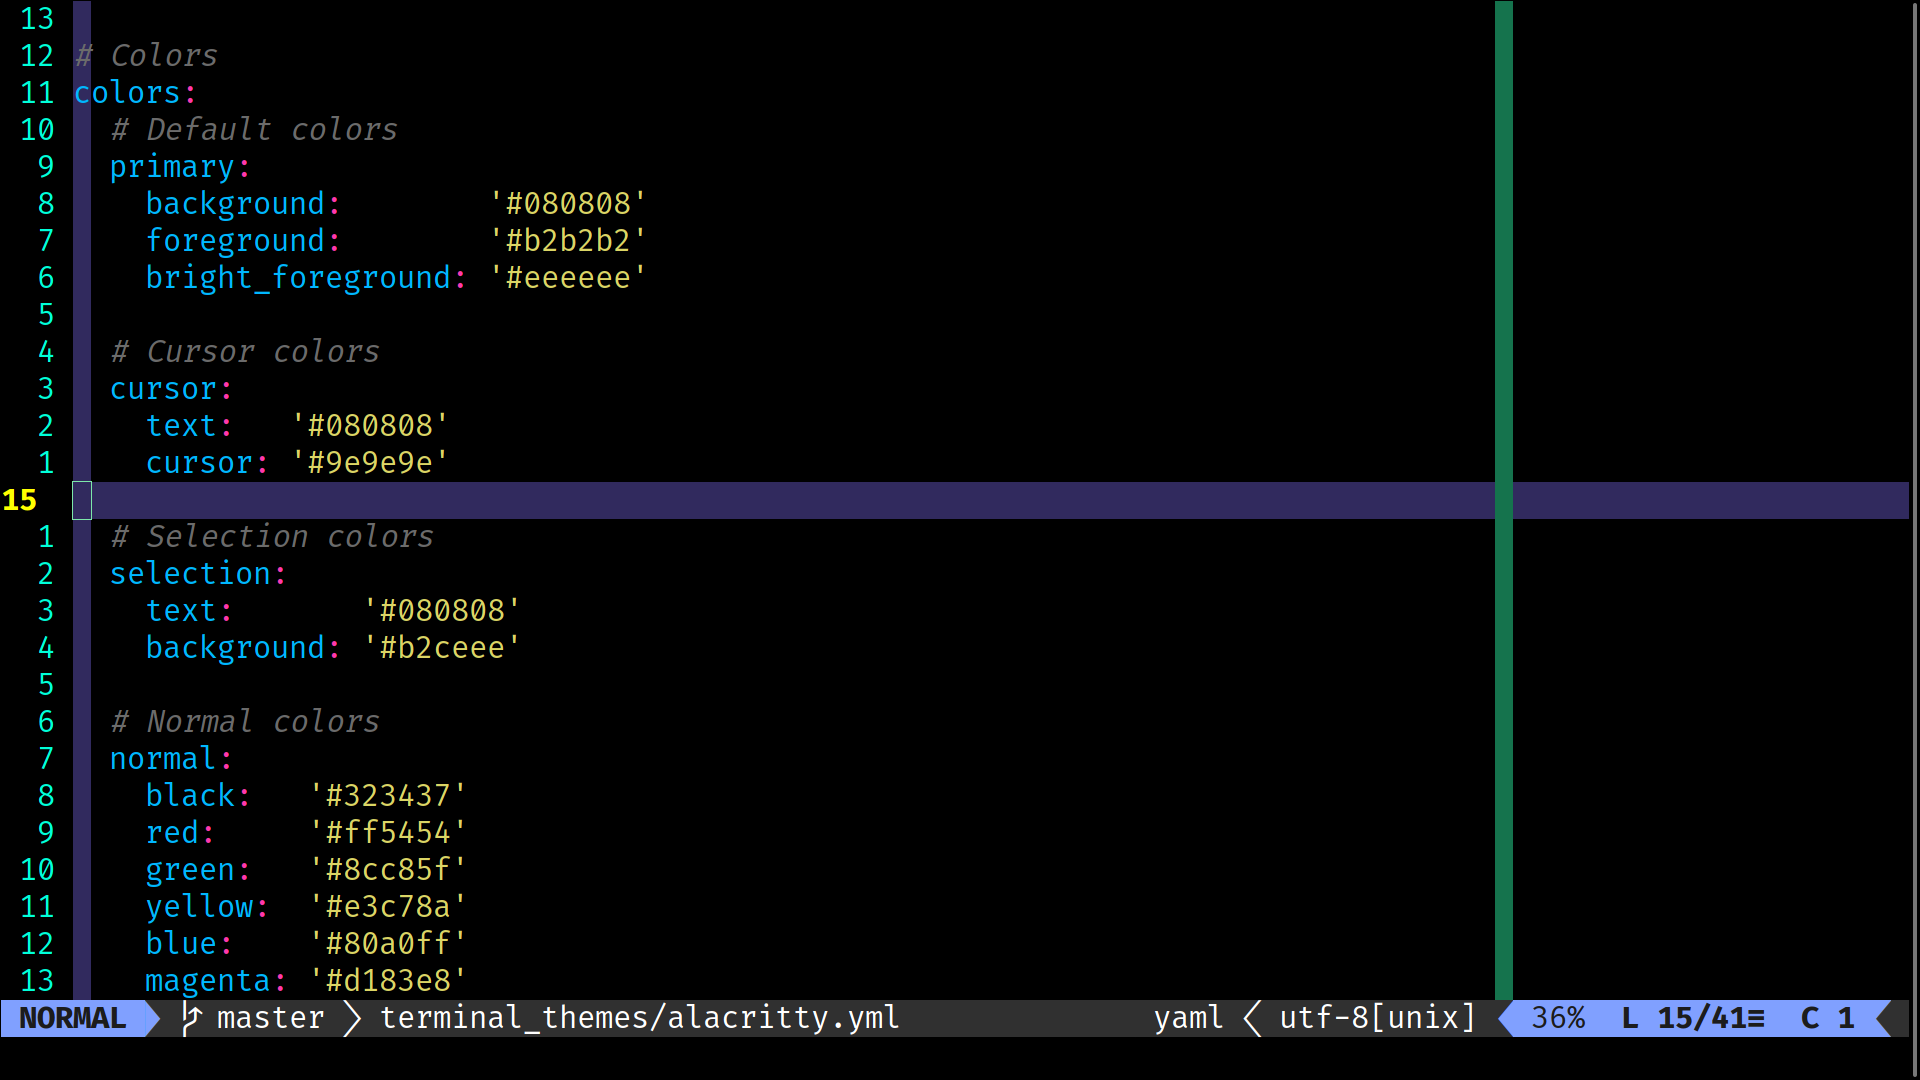 13
12 # Colors
11 colors:
10   # Default colors
9   primary:
8     background:        '#080808'
7     foreground:        '#b2b2b2'
6     bright_foreground: '#eeeeee'
5
4   # Cursor colors
3   cursor:
2     text:   '#080808'
1     cursor: '#9e9e9e'
15
1   # Selection colors
2   selection:
3     text:       '#080808'
4     background: '#b2ceee'
5
6   # Normal colors
7   normal:
8     black:   '#323437'
9     red:     '#ff5454'
10     green:   '#8cc85f'
11     yellow:  '#e3c78a'
12     blue:    '#80a0ff'
13     magenta: '#d183e8'
NORMAL master terminal_themes/alacritty.yml yaml utf-8[unix] 36% L 15/41≡ C 1